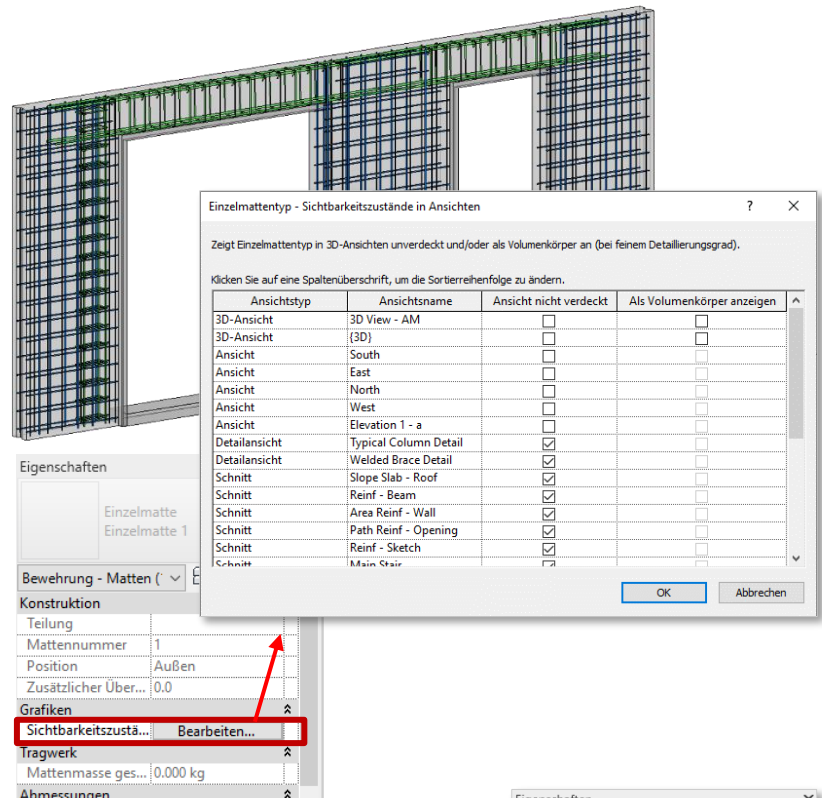 Einzelmattentyp - Sichtbarkeitszustände in Ansichten ? ×
Zeigt Einzelmattentyp in 3D-Ansichten unverdeckt und/oder als Volumenkörper an (bei feinem Detaillierungsgrad).
Klicken Sie auf eine Spaltenüberschrift, um die Sortierreihenfolge zu ändern.
Ansichtstyp Ansichtsname Ansicht nicht verdeckt Als Volumenkörper anzeigen
3D-Ansicht 3D View - AM
3D-Ansicht {3D}
Ansicht South
Ansicht East
Ansicht North
Ansicht West
Ansicht Elevation 1 - a
Detailansicht Typical Column Detail
Detailansicht Welded Brace Detail
Schnitt Slope Slab - Roof
Schnitt Reinf - Beam
Schnitt Area Reinf - Wall
Schnitt Path Reinf - Opening
Schnitt Reinf - Sketch
Schnitt Main Stair
OK Abbrechen
Eigenschaften
Einzelmatte
Einzelmatte 1
Bewehrung - Matten (
Konstruktion
Teilung
Mattennummer 1
Position Außen
Zusätzlicher Über... 0.0
Grafiken
Sichtbarkeitszustä... Bearbeiten...
Tragwerk
Mattenmasse ges... 0.000 kg
Abmessungen
Eigenschaften